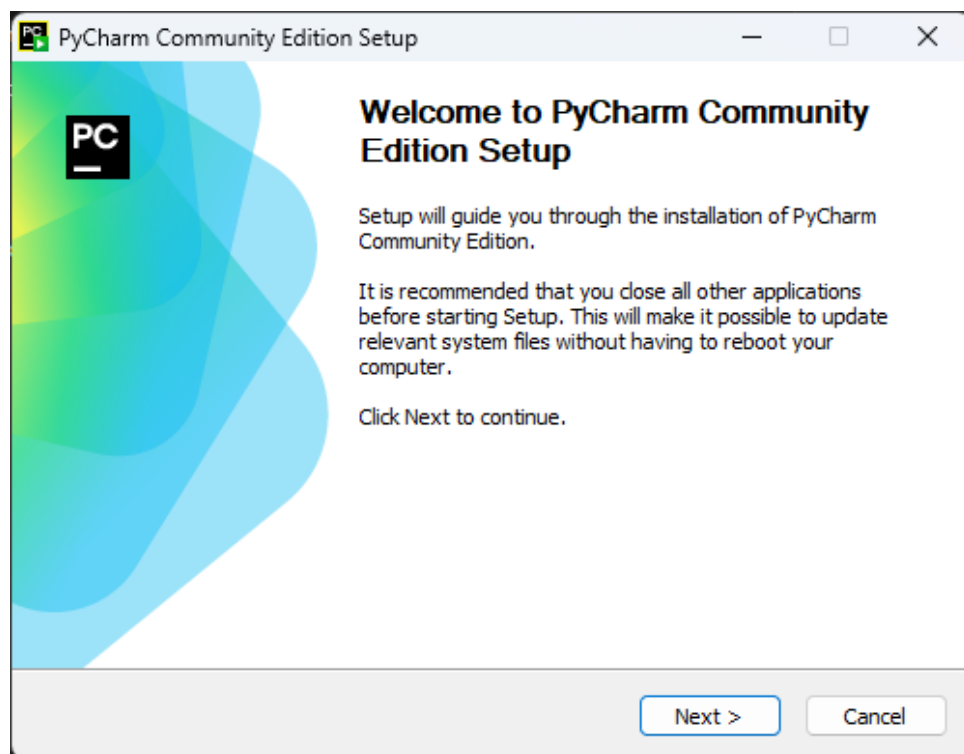 PyCharm Community Edition Setup
PC
Welcome to PyCharm Community
Edition Setup
Setup will guide you through the installation of PyCharm
Community Edition.
It is recommended that you close all other applications
before starting Setup. This will make it possible to update
relevant system files without having to reboot your
computer.
Click Next to continue.
Next >
Cancel